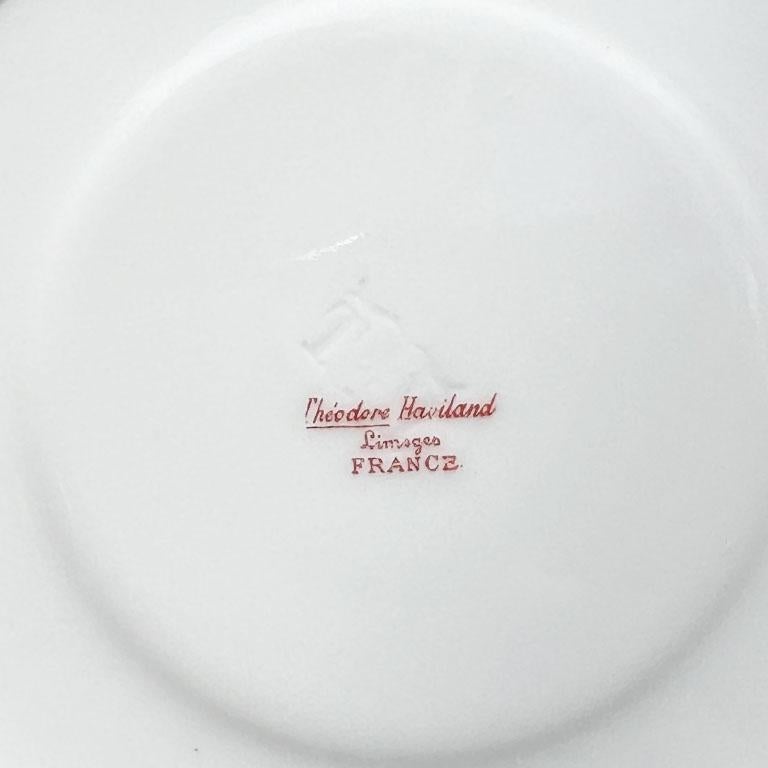 Théodore Haviland
Limoges
FRANCE.